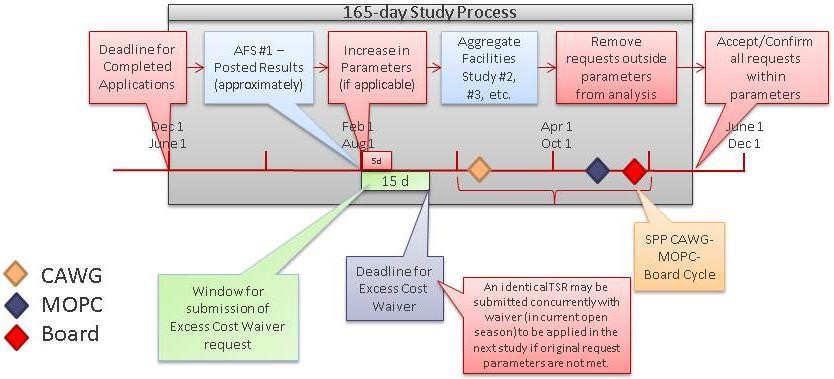 165-day Study Process
Deadline for
Completed
Applications
AFS #1 –
Posted Results
(approximately)
Increase in
Parameters
(if applicable)
Aggregate
Facilities
Study #2,
#3, etc.
Remove
requests outside
parameters
from analysis
Accept/Confirm
all requests
within
parameters
Dec 1
June 1
Feb 1
Aug 1
Apr 1
Oct 1
June 1
Dec 1
5d
15 d
CAWG
MOPC
Board
Window for
submission of
Excess Cost Waiver
request
Deadline for
Excess Cost
Waiver
An identicalTSR may be
submitted concurrently with
waiver (in current open
season)to be applied in the
next study if original request
parameters are not met.
SPP CAWG-
MOPC-
Board Cycle